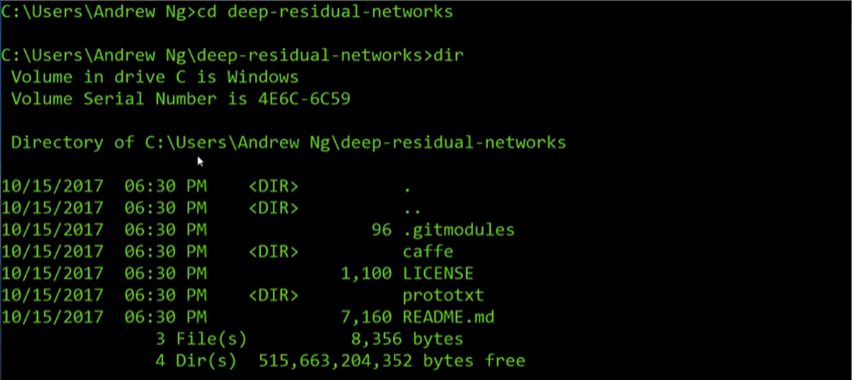 C:\Users\Andrew Ng>cd deep-residual-networks
C:\Users\Andrew Ng\deep-residual-networks>dir
Volume in drive C is Windows
Volume Serial Number is 4E6C-6C59
Directory of C:\Users\Andrew Ng\deep-residual-networks
10/15/2017  06:30 PM    <DIR>          .
10/15/2017  06:30 PM    <DIR>          ..
10/15/2017  06:30 PM                96 .gitmodules
10/15/2017  06:30 PM    <DIR>          caffe
10/15/2017  06:30 PM             1,100 LICENSE
10/15/2017  06:30 PM    <DIR>          prototxt
10/15/2017  06:30 PM             7,160 README.md
3 File(s)          8,356 bytes
4 Dir(s)  515,663,204,352 bytes free